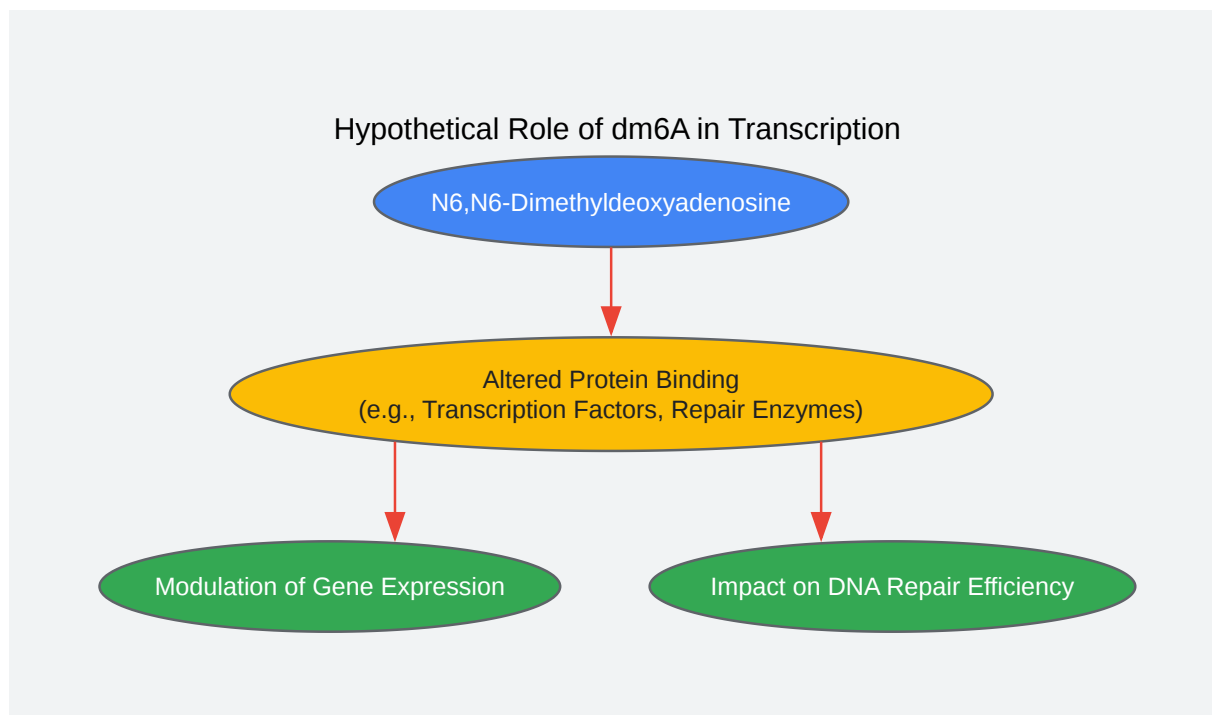 Hypothetical Role of dm6A in Transcription
N6,N6-Dimethyldeoxyadenosine
Altered Protein Binding
(e.g., Transcription Factors, Repair Enzymes)
Modulation of Gene Expression
Impact on DNA Repair Efficiency